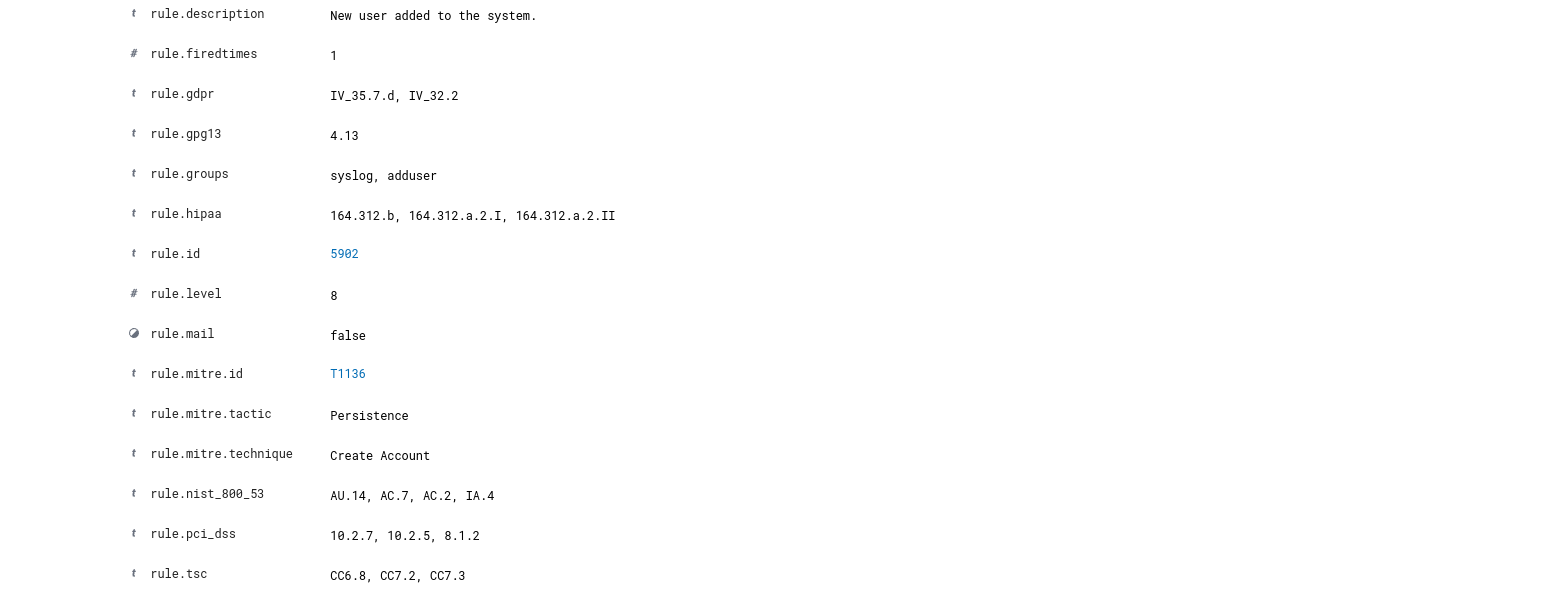 t rule.description New user added to the system.
# rule.firedtimes 1
t rule.gdpr IV_35.7.d, IV_32.2
t rule.gpg13 4.13
t rule.groups syslog, adduser
t rule.hipaa 164.312.b, 164.312.a.2.I, 164.312.a.2.II
t rule.id 5902
# rule.level 8
rule.mail false
t rule.mitre.id T1136
t rule.mitre.tactic Persistence
t rule.mitre.technique Create Account
t rule.nist_800_53 AU.14, AC.7, AC.2, IA.4
t rule.pci_dss 10.2.7, 10.2.5, 8.1.2
t rule.tsc CC6.8, CC7.2, CC7.3